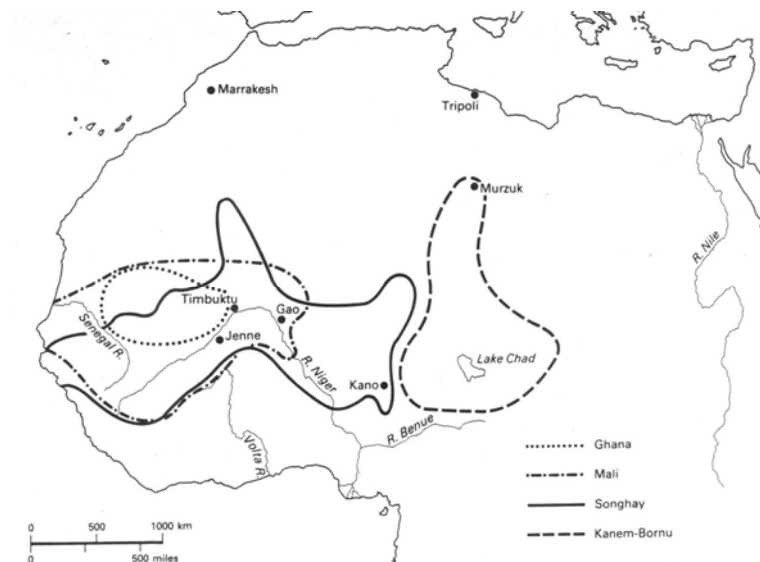 Marrakesh
Tripoli
Murzuk
R. Nile
Timbuktu
Gao
Senegal R.
Jenne
Lake Chad
R. Niger
Kano
R. Benue
Volta R.
Ghana
Mali
Songhay
Kanem-Bornu
0 1000 km
0 500 miles